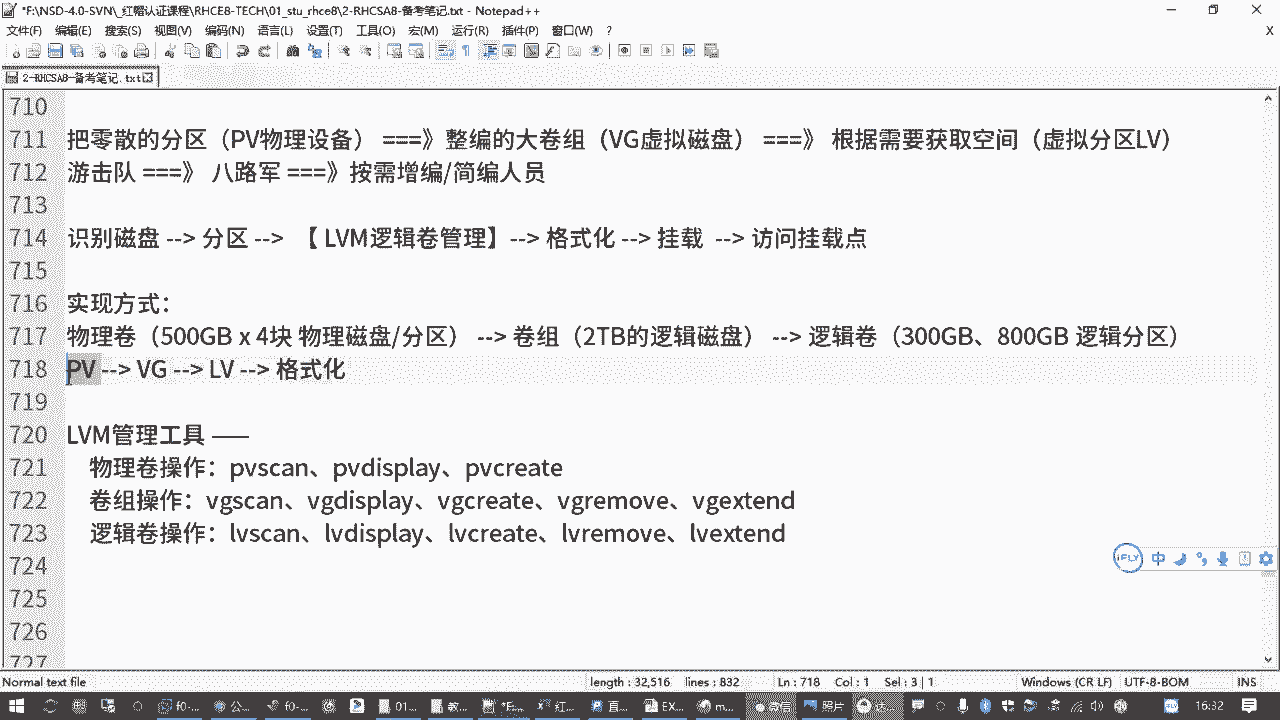 *F:\NSD-4.0-SVN\_红帽认证课程\RHCE8-TECH\01_stu_rhce8\2-RHCSA8-备考笔记.txt - Notepad++
文件(F) 编辑(E) 搜索(S) 视图(V) 编码(N) 语言(L) 设置(T) 工具(O) 宏(M) 运行(R) 插件(P) 窗口(W) ? X
2-RHCSA8-备考笔记.txt
710
711 把零散的分区（PV物理设备） ===》整编的大卷组（VG虚拟磁盘） ===》 根据需要获取空间（虚拟分区LV）
712 游击队 ===》 八路军 ===》按需增编/简编人员
713
714 识别磁盘 --> 分区 --> 【 LVM逻辑卷管理】--> 格式化 --> 挂载 --> 访问挂载点
715
716 实现方式：
717 物理卷（500GB x 4块 物理磁盘/分区） --> 卷组（2TB的逻辑磁盘） --> 逻辑卷（300GB、800GB 逻辑分区）
718 PV --> VG --> LV --> 格式化
719
720 LVM管理工具 ——
721 物理卷操作：pvscan、pvdisplay、pvcreate
722 卷组操作：vgscan、vgdisplay、vgcreate、vgremove、vgextend
723 逻辑卷操作：lvscan、lvdisplay、lvcreate、lvremove、lvextend
724
725
726
727
iFLY 中
Normal text file length : 32,516 lines : 832 Ln : 718 Col : 1 Sel : 3 | 1 Windows (CR LF) UTF-8-BOM INS
f0-... 公... f0-... 01... 教... *F... 红... 直... EX... m... 照片 16:32